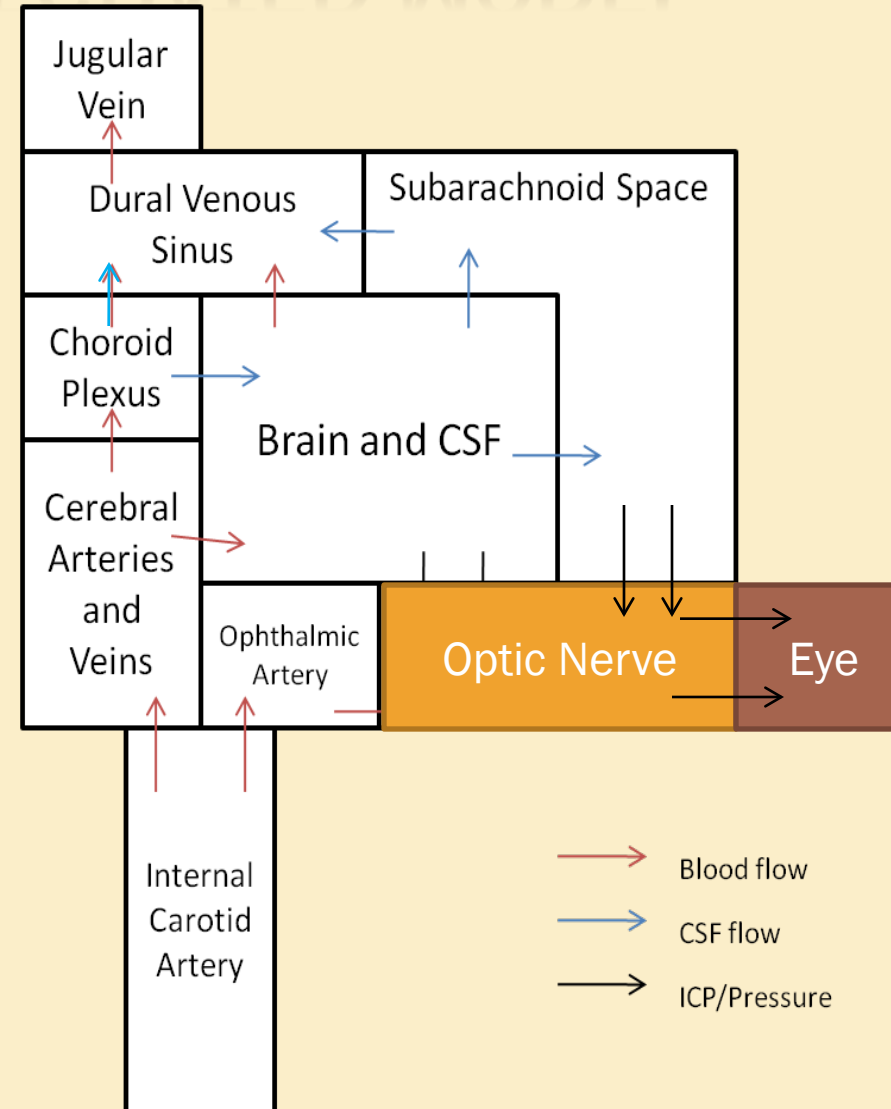 Jugular
Vein
Dural Venous
Sinus
Subarachnoid Space
Choroid
Plexus
Brain and CSF
Cerebral
Arteries
and
Veins
Ophthalmic
Artery
Optic Nerve
Eye
Internal
Carotid
Artery
Blood flow
CSF flow
ICP/Pressure